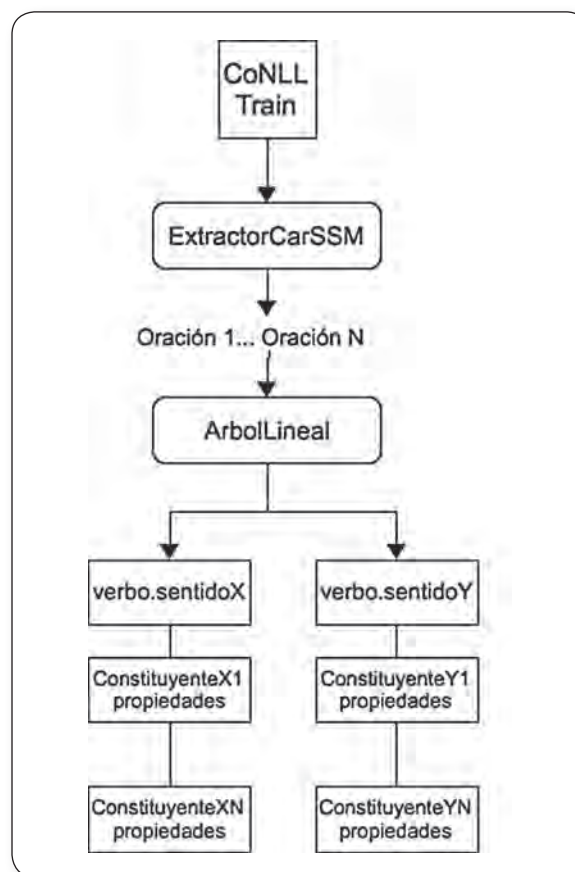 CoNLL
Train
ExtractorCarSSM
Oración 1... Oración N
ArbolLineal
verbo.sentidoX
verbo.sentidoY
ConstituyenteX1
propiedades
ConstituyenteY1
propiedades
ConstituyenteXN
propiedades
ConstituyenteYN
propiedades